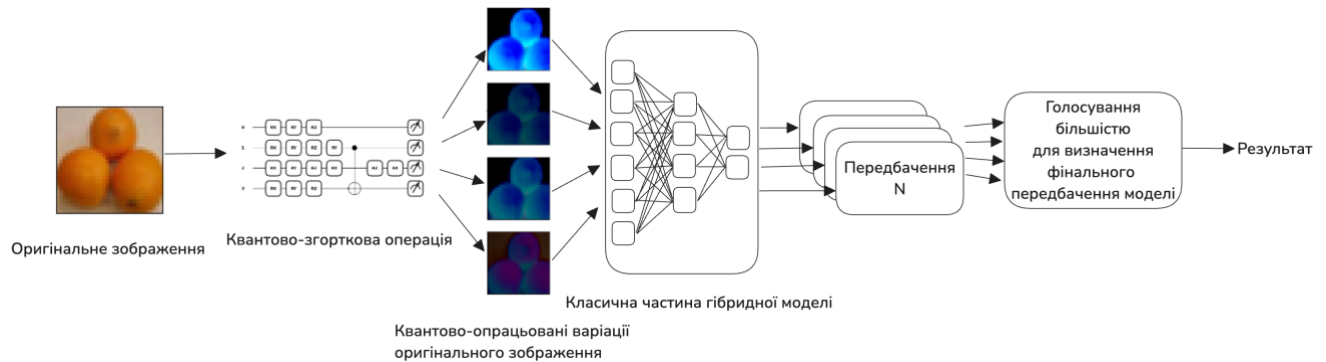 Оригінальне зображення
Квантово-згорткова операція
Квантово-опрацьовані варіації
оригінального зображення
Класична частина гібридної моделі
Передбачення
N
Голосування
більшістю
для визначення
фінального
передбачення моделі
Результат